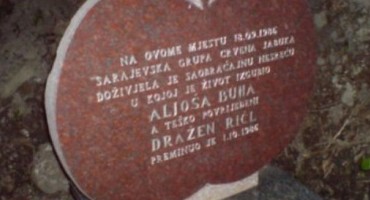 NA OVOME MJESTU 18.09.1986
SARAJEVSKA GRUPA CRVENA JABUKA
DOŽIVJELA JE SAOBRAĆAJNU NESREĆU
U KOJOJ JE ŽIVOT IZGUBIO
ALJOŠA BUHA
A TEŠKO POVRIJEĐENI
DRAŽEN RIČL
PREMINUO JE 1.10.1986